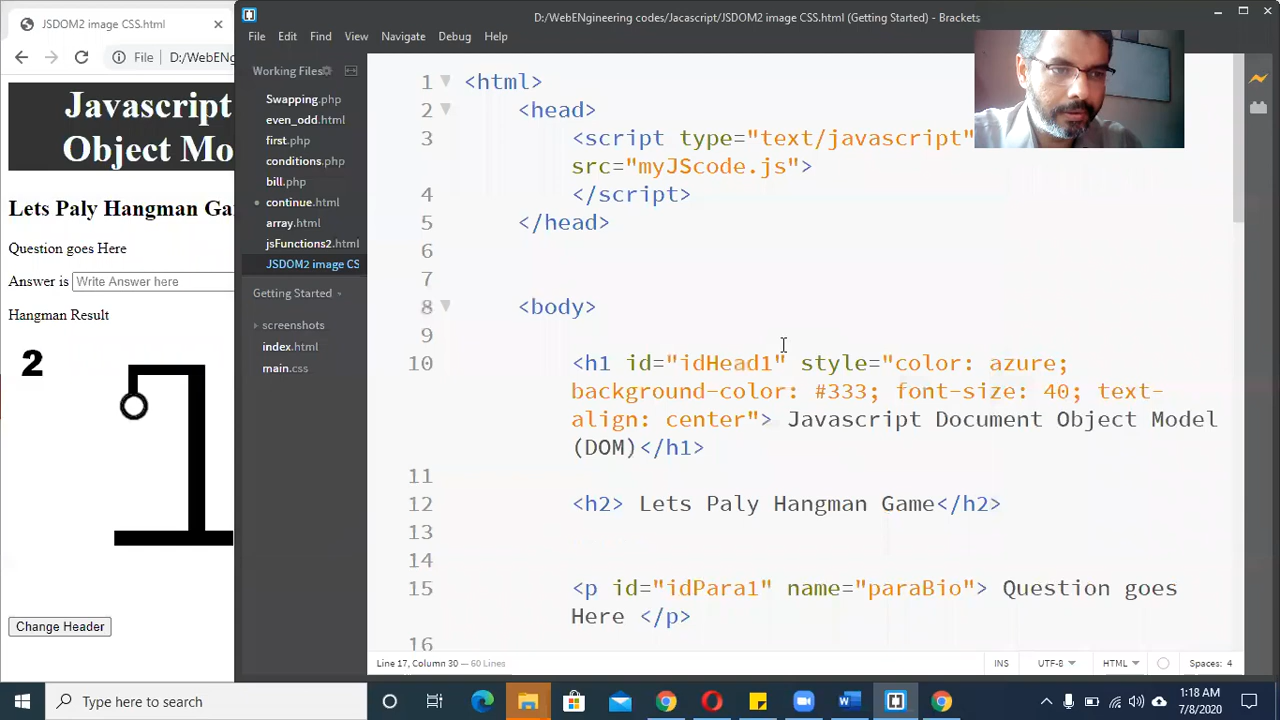 JSDOM2 image CSS.html
D:/WebENgineering codes/Jacascript/JSDOM2 image CSS.html (Getting Started) - Brackets
File Edit Find View Navigate Debug Help
File D:/WebENg
Working Files
Swapping.php
even_odd.html
first.php
conditions.php
bill.php
continue.html
array.html
jsFunctions2.html
JSDOM2 image CS
Getting Started
screenshots
index.html
main.css
Javascript
Object Mo
Lets Paly Hangman Ga
Question goes Here
Answer is Write Answer here
Hangman Result
2
Change Header
1 <html>
2 <head>
3 <script type="text/javascript"
src="myJScode.js">
4 </script>
5 </head>
6
7
8 <body>
9
10 <h1 id="idHead1" style="color: azure;
background-color: #333; font-size: 40; text-
align: center"> Javascript Document Object Model
(DOM)</h1>
11
12 <h2> Lets Paly Hangman Game</h2>
13
14
15 <p id="idPara1" name="paraBio"> Question goes
Here </p>
16
Line 17, Column 30 — 60 Lines
INS UTF-8 HTML Spaces: 4
Type here to search
1:18 AM
7/8/2020